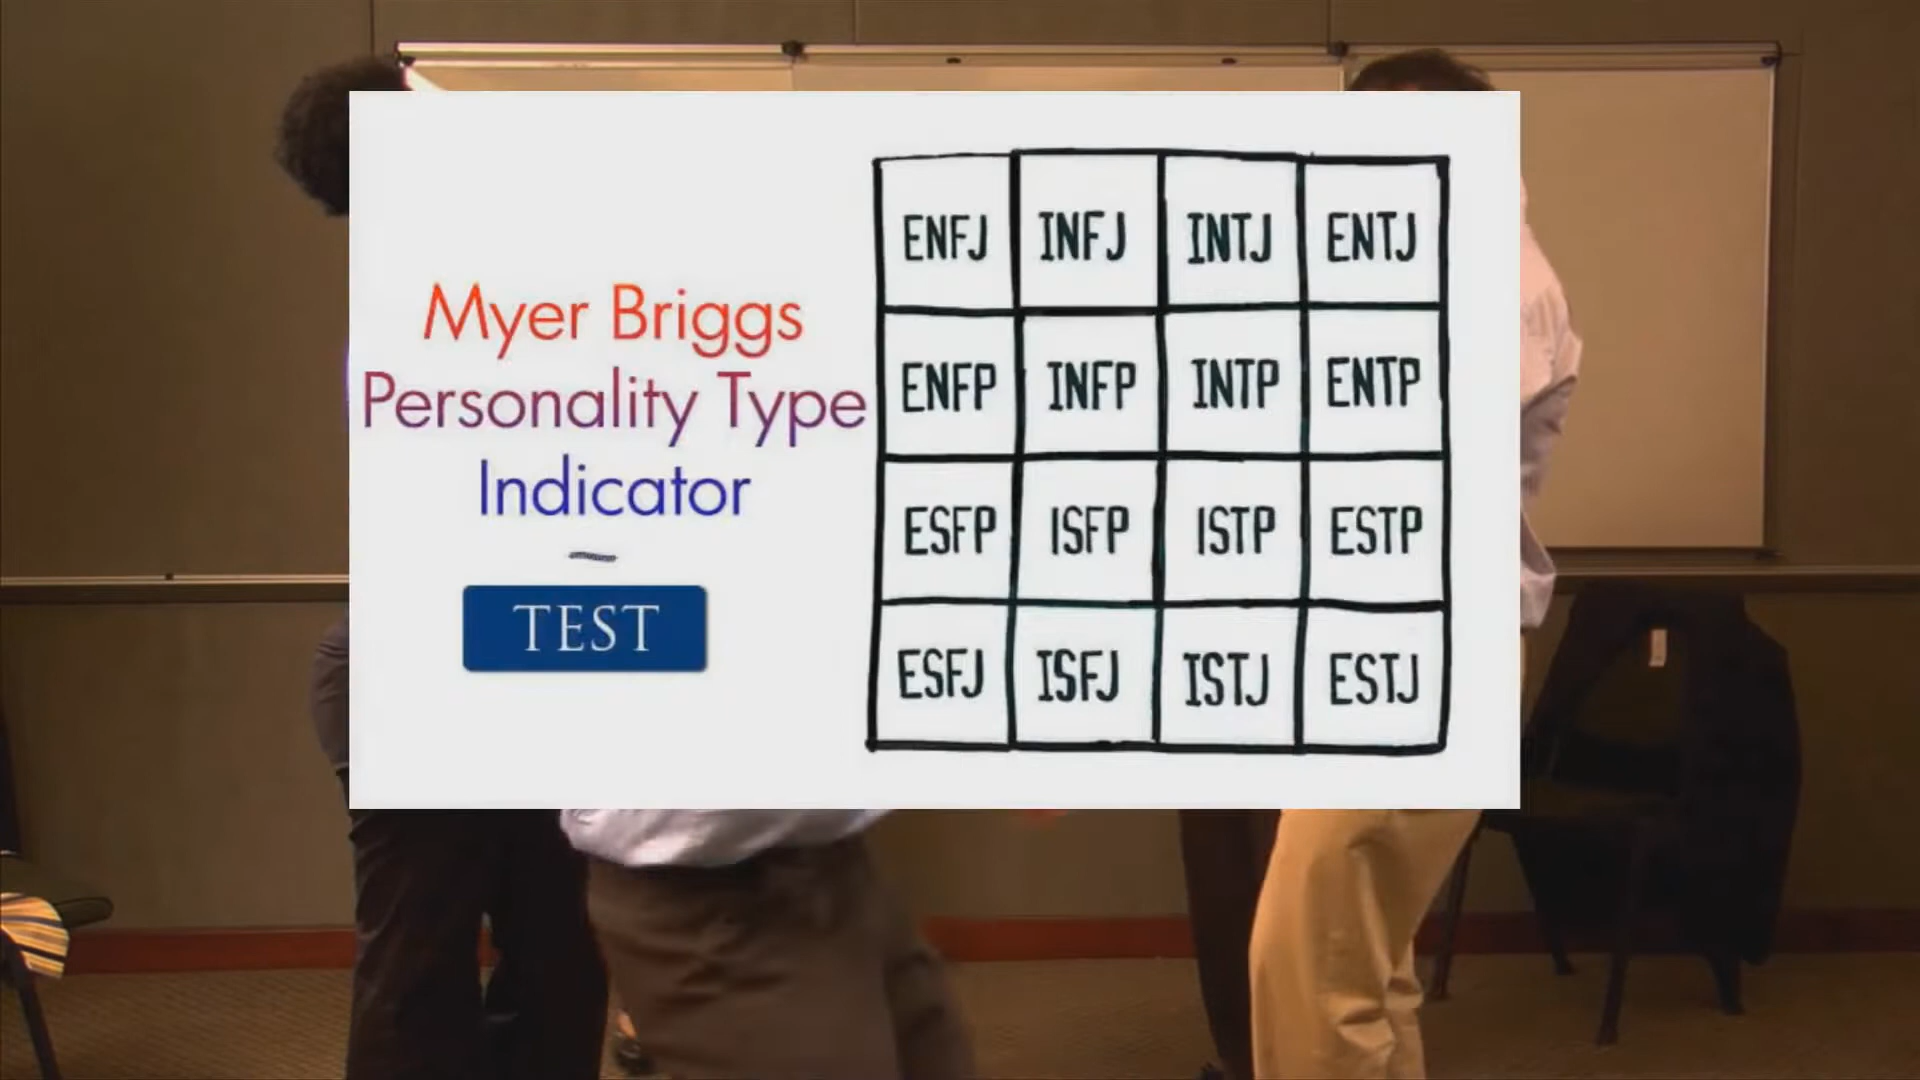 Myer Briggs
Personality Type
Indicator
TEST
ENFJ INFJ INTJ ENTJ
ENFP INFP INTP ENTP
ESFP ISFP ISTP ESTP
ESFJ ISFJ ISTJ ESTJ